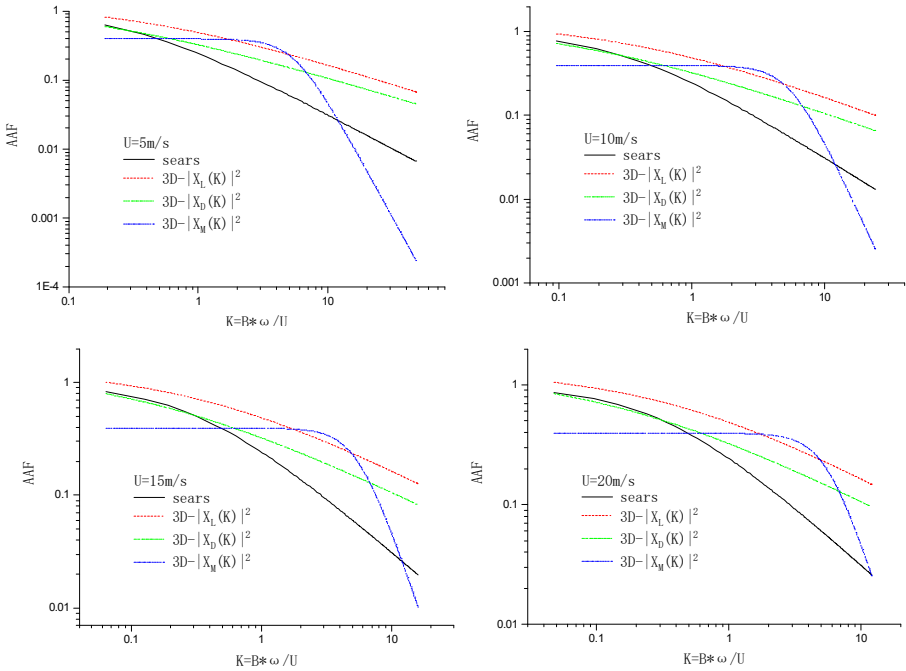 1
0.1
0.01
0.001
1E-4
0.1
1
10
AAF
U=5m/s
sears
3D-|X_L(K)|²
3D-|X_D(K)|²
3D-|X_M(K)|²
K=B*ω/U
1
0.1
0.01
0.001
0.1
1
10
AAF
U=10m/s
sears
3D-|X_L(K)|²
3D-|X_D(K)|²
3D-|X_M(K)|²
K=B*ω/U
1
0.1
0.01
0.1
1
10
AAF
U=15m/s
sears
3D-|X_L(K)|²
3D-|X_D(K)|²
3D-|X_M(K)|²
K=B*ω/U
1
0.1
0.01
0.1
1
10
AAF
U=20m/s
sears
3D-|X_L(K)|²
3D-|X_D(K)|²
3D-|X_M(K)|²
K=B*ω/U